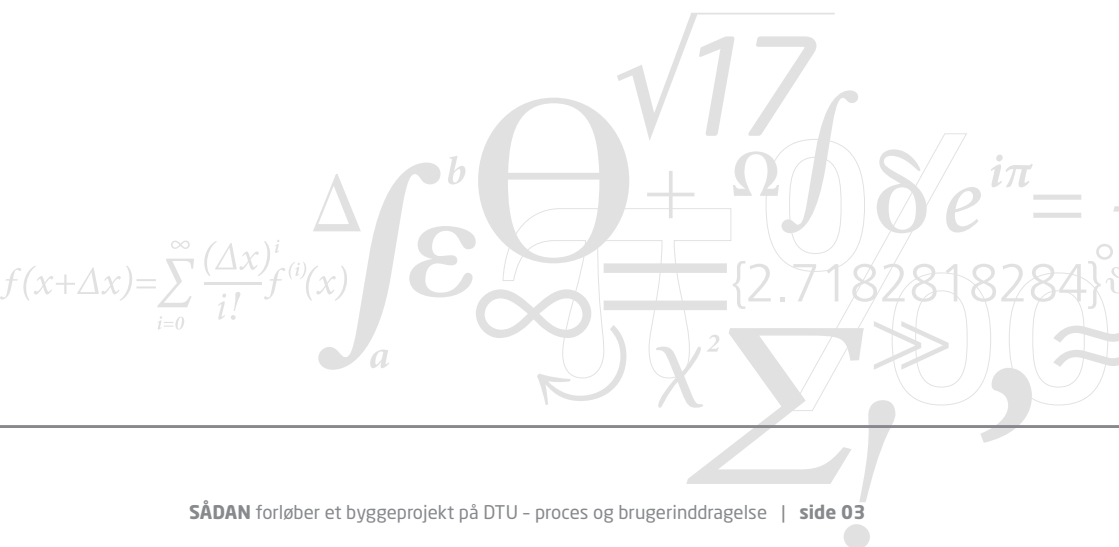 √17
Δ ∫ b a ε Θ + Ω ∫ δ e^{iπ} =
f(x+Δx)=∑_{i=0}^{∞} (Δx)^i / i! f^{(i)}(x)
∞ = {2.7182818284}
χ² Σ ≫ , ≈
!
SÅDAN forløber et byggeprojekt på DTU – proces og brugerinddragelse | side 03